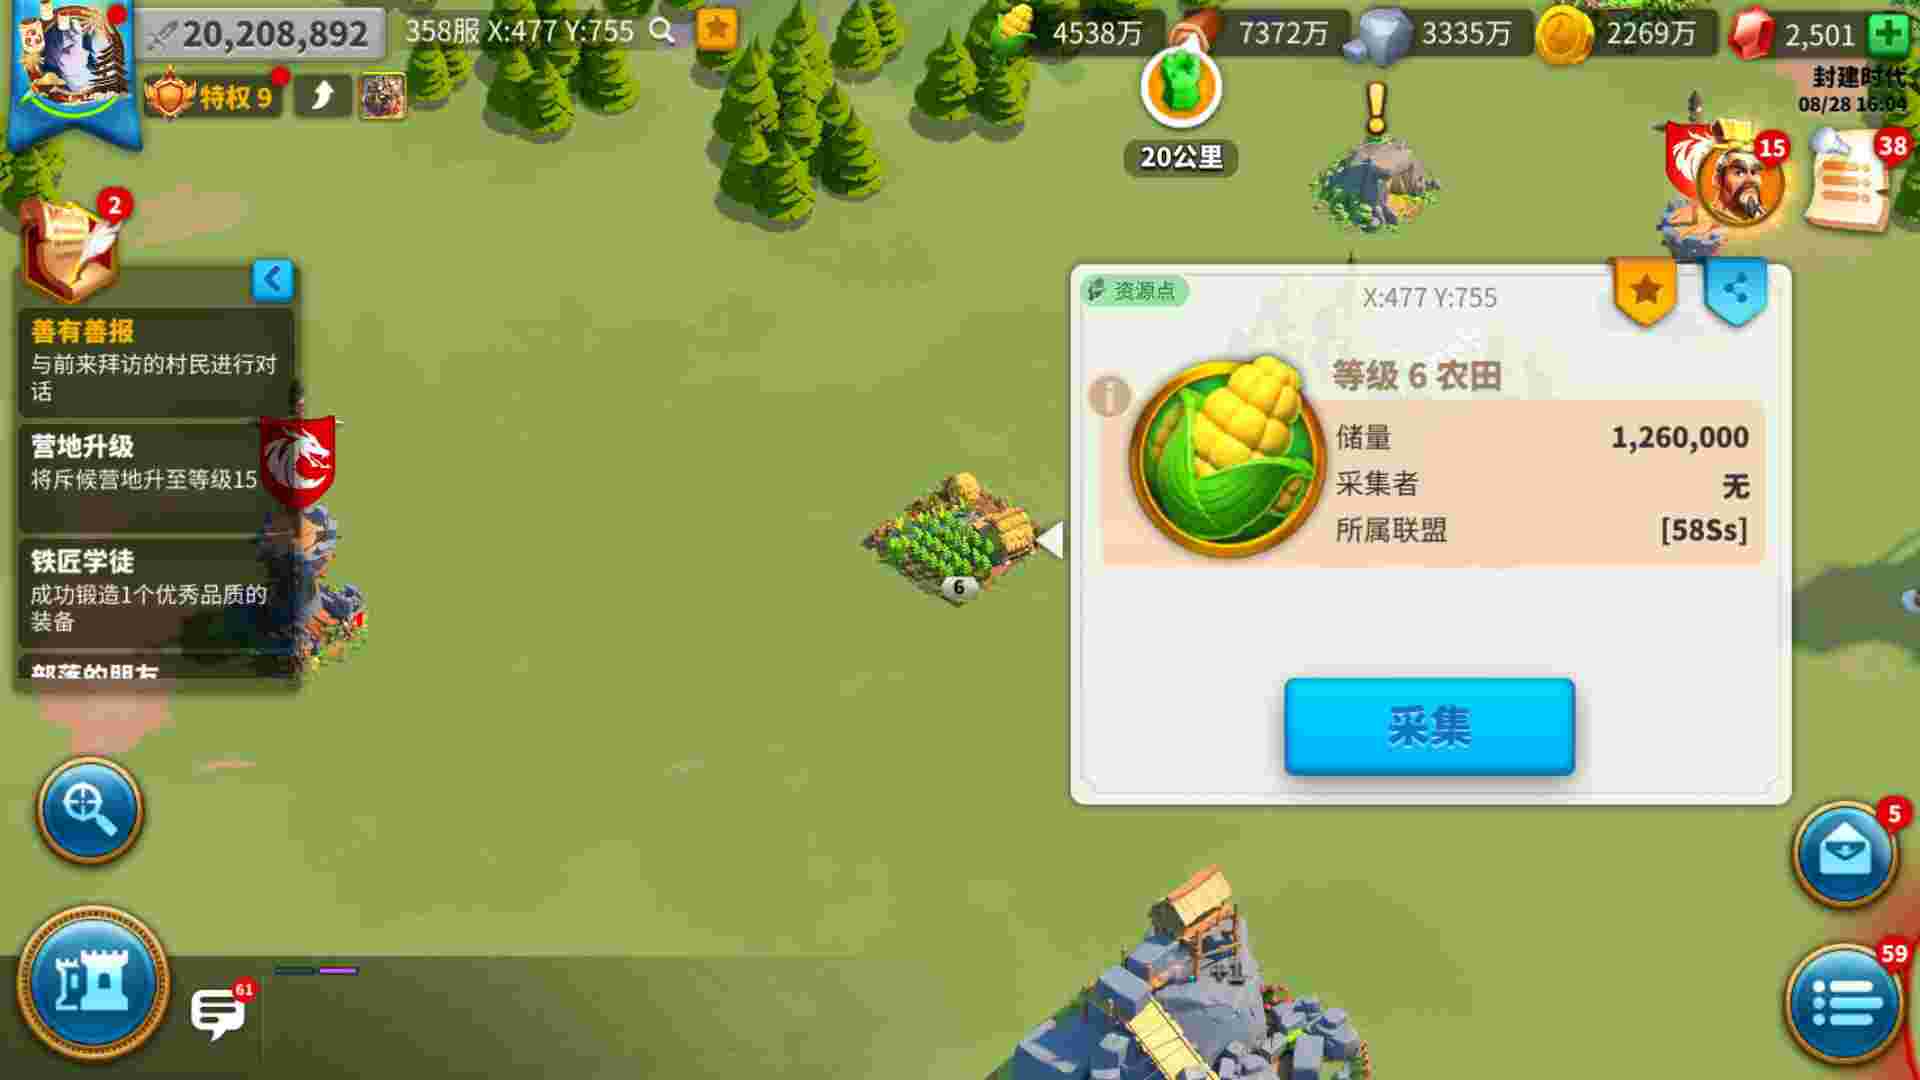 20,208,892
358服 X:477 Y:755
4538万
7372万
3335万
2269万
2,501
特权 9
封建时代
08/28 16:04
20公里
15
38
2
善有善报
与前来拜访的村民进行对
话
营地升级
将斥候营地升至等级15
铁匠学徒
成功锻造1个优秀品质的
装备
部落的朋友
资源点
X:477 Y:755
等级 6 农田
储量
1,260,000
采集者
无
所属联盟
[58Ss]
采集
6
5
59
61